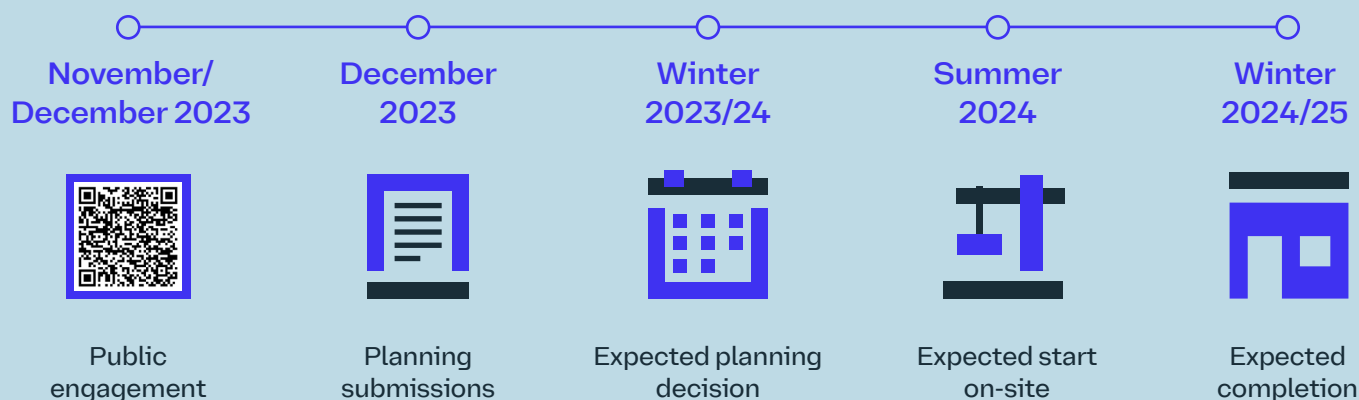 November/
December 2023
December
2023
Winter
2023/24
Summer
2024
Winter
2024/25
Public
engagement
Planning
submissions
Expected planning
decision
Expected start
on-site
Expected
completion